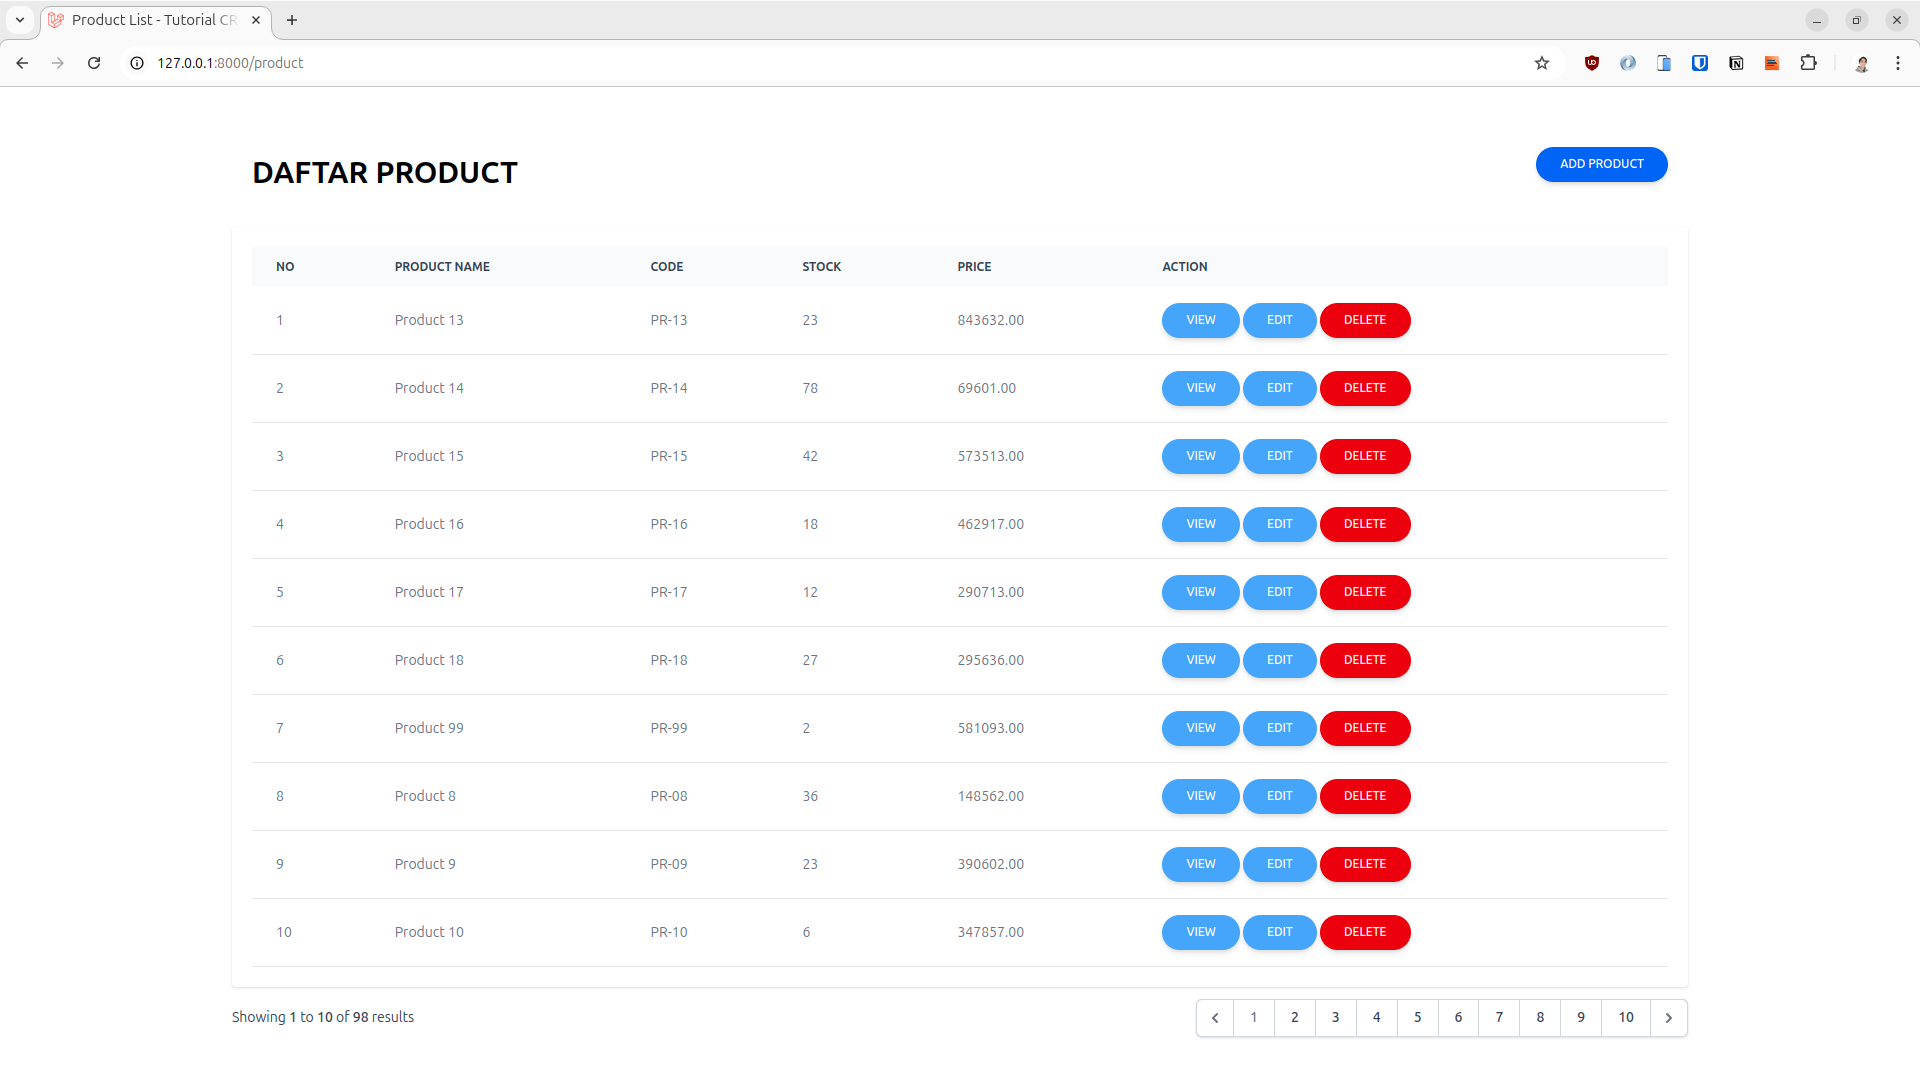 Product List - Tutorial CR
127.0.0.1:8000/product
DAFTAR PRODUCT
ADD PRODUCT
NO PRODUCT NAME CODE STOCK PRICE ACTION
1 Product 13 PR-13 23 843632.00 VIEW EDIT DELETE
2 Product 14 PR-14 78 69601.00 VIEW EDIT DELETE
3 Product 15 PR-15 42 573513.00 VIEW EDIT DELETE
4 Product 16 PR-16 18 462917.00 VIEW EDIT DELETE
5 Product 17 PR-17 12 290713.00 VIEW EDIT DELETE
6 Product 18 PR-18 27 295636.00 VIEW EDIT DELETE
7 Product 99 PR-99 2 581093.00 VIEW EDIT DELETE
8 Product 8 PR-08 36 148562.00 VIEW EDIT DELETE
9 Product 9 PR-09 23 390602.00 VIEW EDIT DELETE
10 Product 10 PR-10 6 347857.00 VIEW EDIT DELETE
Showing 1 to 10 of 98 results
1 2 3 4 5 6 7 8 9 10